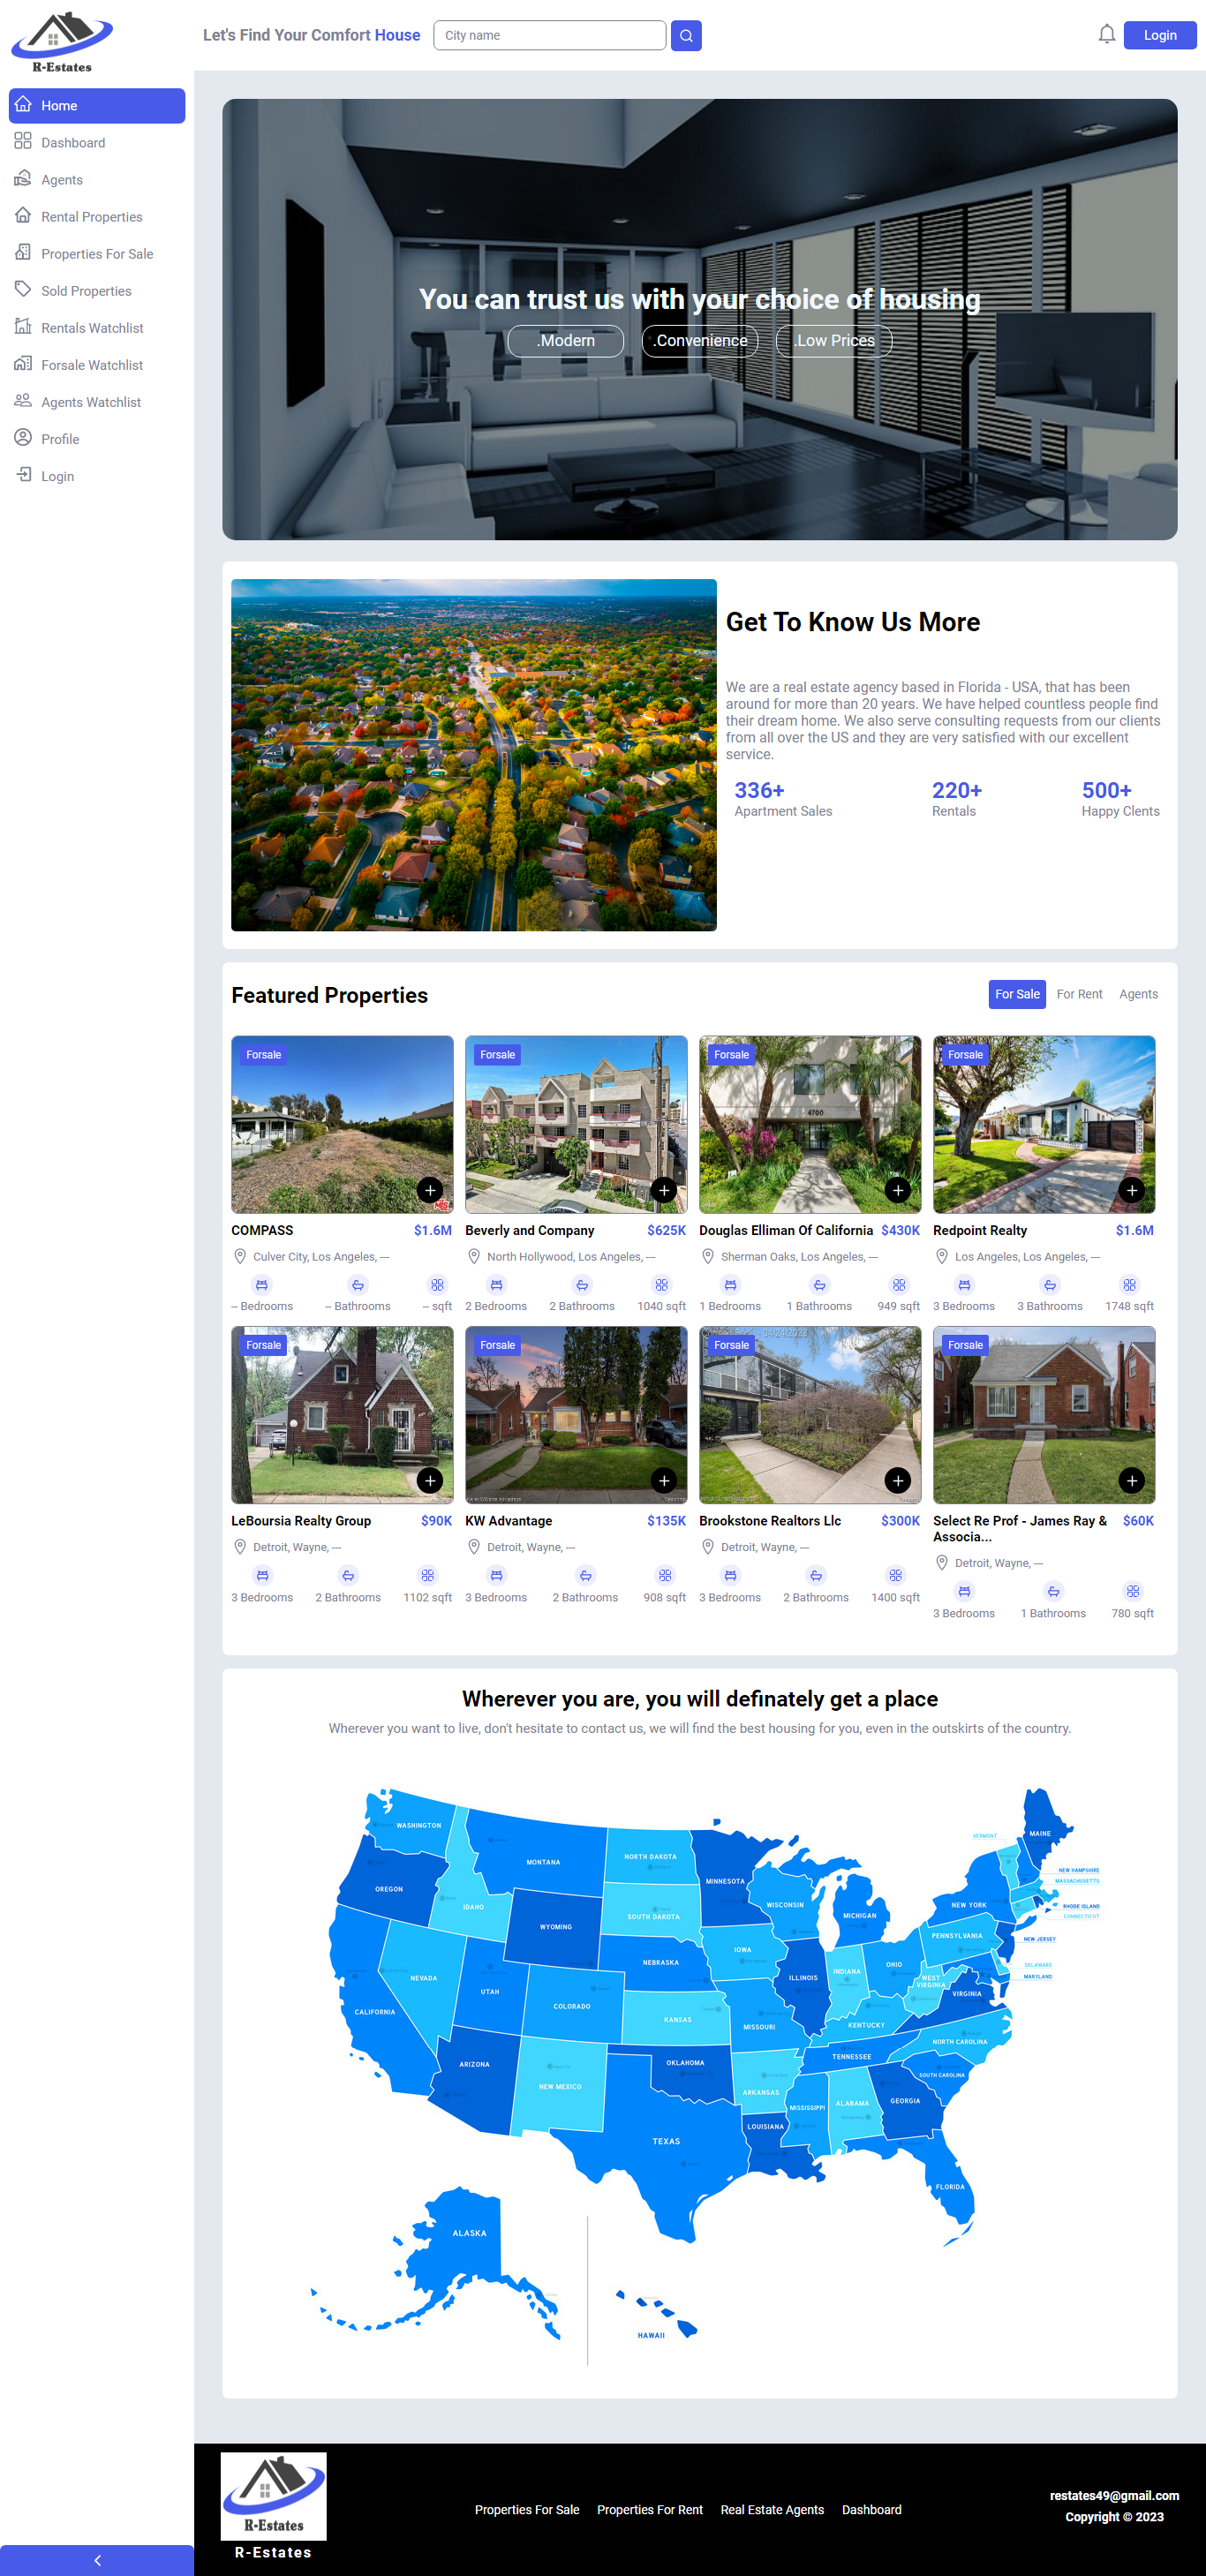 R-Estates
Let's Find Your Comfort House
City name
Login
Home
Dashboard
Agents
Rental Properties
Properties For Sale
Sold Properties
Rentals Watchlist
Forsale Watchlist
Agents Watchlist
Profile
Login
You can trust us with your choice of housing
.Modern .Convenience .Low Prices
Get To Know Us More
We are a real estate agency based in Florida - USA, that has been
around for more than 20 years. We have helped countless people find
their dream home. We also serve consulting requests from our clients
from all over the US and they are very satisfied with our excellent
service.
336+ 220+ 500+
Apartment Sales Rentals Happy Clents
Featured Properties
For Sale For Rent Agents
Forsale Forsale Forsale Forsale
4700
COMPASS $1.6M
Culver City, Los Angeles, ---
-- Bedrooms -- Bathrooms -- sqft
Beverly and Company $625K
North Hollywood, Los Angeles, ---
2 Bedrooms 2 Bathrooms 1040 sqft
Douglas Elliman Of California $430K
Sherman Oaks, Los Angeles, ---
1 Bedrooms 1 Bathrooms 949 sqft
Redpoint Realty $1.6M
Los Angeles, Los Angeles, ---
3 Bedrooms 3 Bathrooms 1748 sqft
Forsale Forsale Forsale Forsale
LeBoursia Realty Group $90K
Detroit, Wayne, ---
3 Bedrooms 2 Bathrooms 1102 sqft
KW Advantage $135K
Detroit, Wayne, ---
3 Bedrooms 2 Bathrooms 908 sqft
Brookstone Realtors Llc $300K
Detroit, Wayne, ---
3 Bedrooms 2 Bathrooms 1400 sqft
Select Re Prof - James Ray & $60K
Associa...
Detroit, Wayne, ---
3 Bedrooms 1 Bathrooms 780 sqft
Wherever you are, you will definately get a place
Wherever you want to live, don't hesitate to contact us, we will find the best housing for you, even in the outskirts of the country.
WASHINGTON
MAINE
VERMONT
NORTH DAKOTA
MONTANA
NEW HAMPSHIRE
MINNESOTA
MASSACHUSETTS
OREGON
IDAHO
WISCONSIN
NEW YORK
RHODE ISLAND
SOUTH DAKOTA
MICHIGAN
CONNECTICUT
WYOMING
PENNSYLVANIA
NEW JERSEY
IOWA
NEBRASKA
OHIO
DELAWARE
INDIANA
NEVADA
ILLINOIS
WEST
VIRGINIA
MARYLAND
UTAH
VIRGINIA
COLORADO
CALIFORNIA
KANSAS
KENTUCKY
MISSOURI
NORTH CAROLINA
TENNESSEE
OKLAHOMA
ARIZONA
SOUTH CAROLINA
NEW MEXICO
ARKANSAS
GEORGIA
ALABAMA
MISSISSIPPI
LOUISIANA
TEXAS
FLORIDA
ALASKA
HAWAII
R-Estates
R-Estates
Properties For Sale Properties For Rent Real Estate Agents Dashboard
restates49@gmail.com
Copyright © 2023